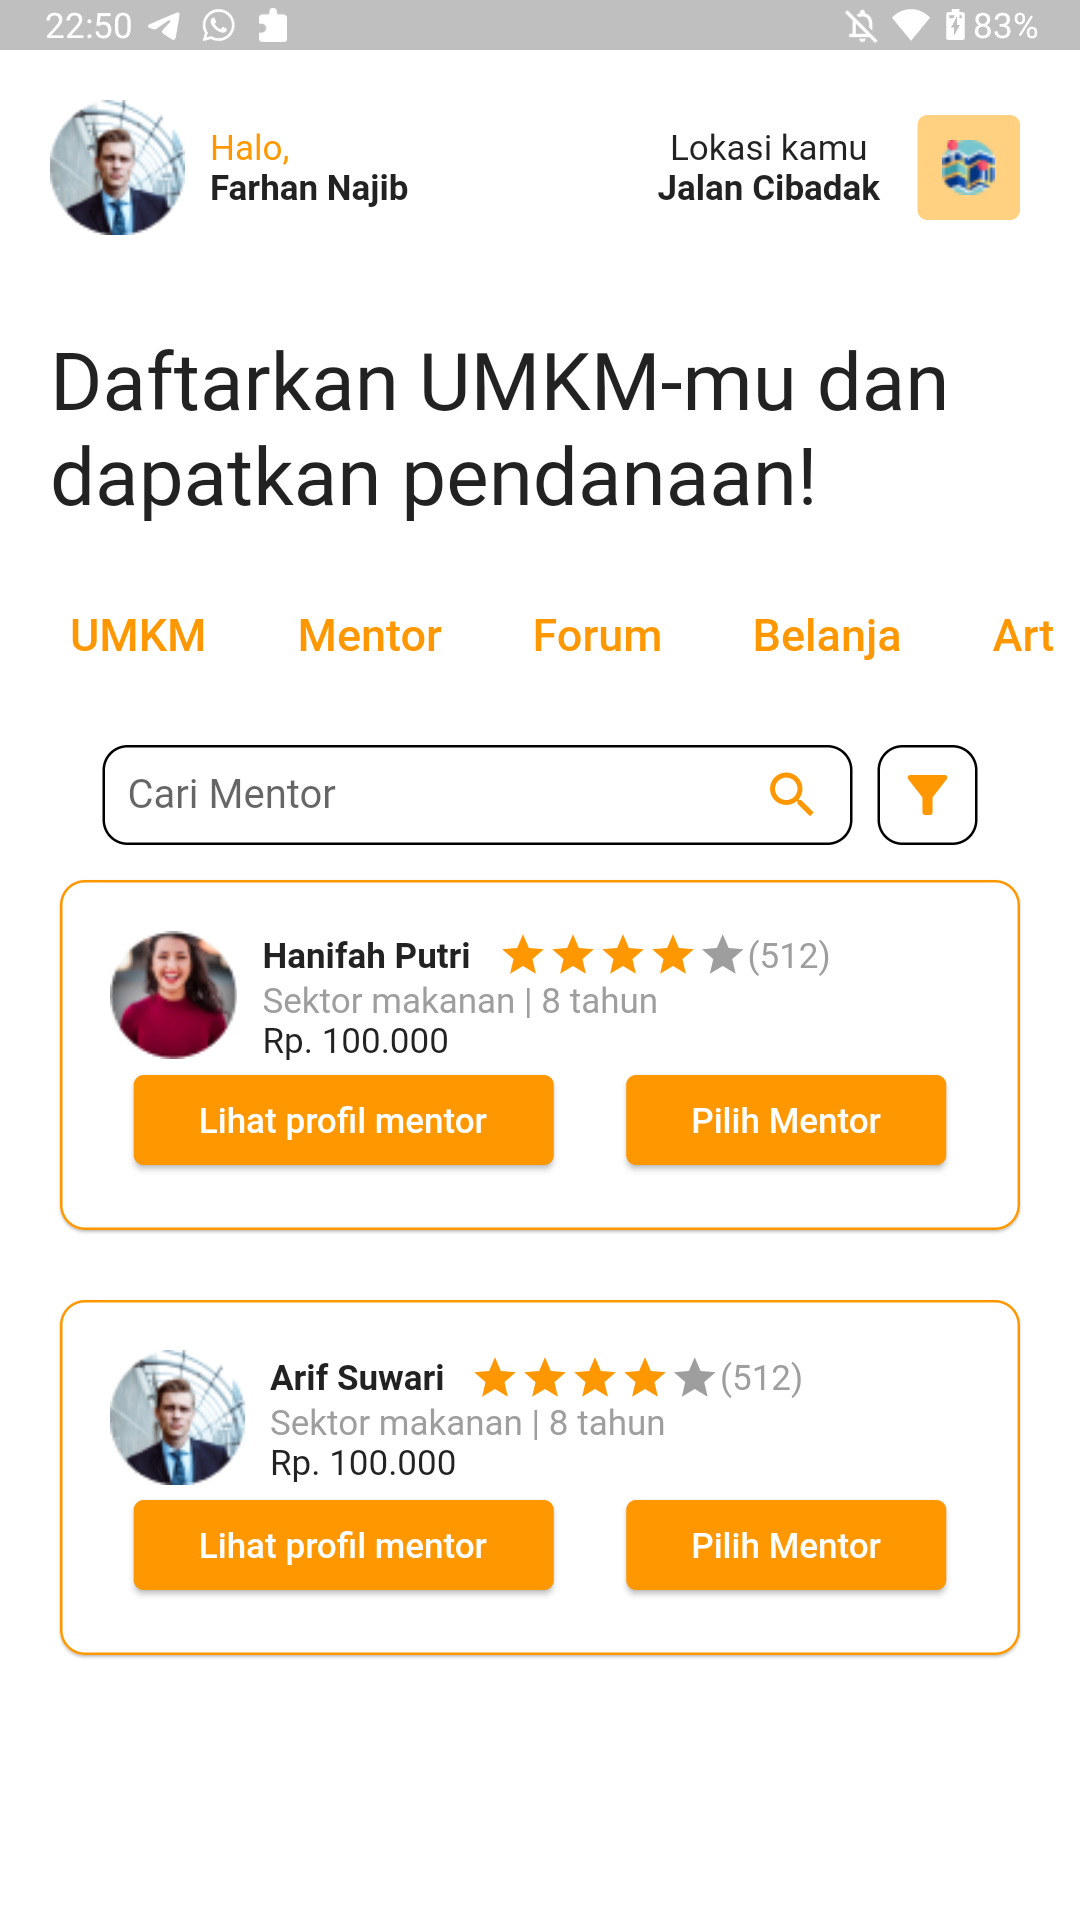 22:50
83%
Halo,
Farhan Najib
Lokasi kamu
Jalan Cibadak
Daftarkan UMKM-mu dan
dapatkan pendanaan!
UMKM Mentor Forum Belanja Art
Cari Mentor
Hanifah Putri (512)
Sektor makanan | 8 tahun
Rp. 100.000
Lihat profil mentor Pilih Mentor
Arif Suwari (512)
Sektor makanan | 8 tahun
Rp. 100.000
Lihat profil mentor Pilih Mentor